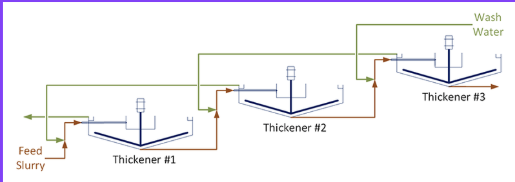 Wash
Water
Thickener #3
Thickener #2
Feed
Slurry
Thickener #1